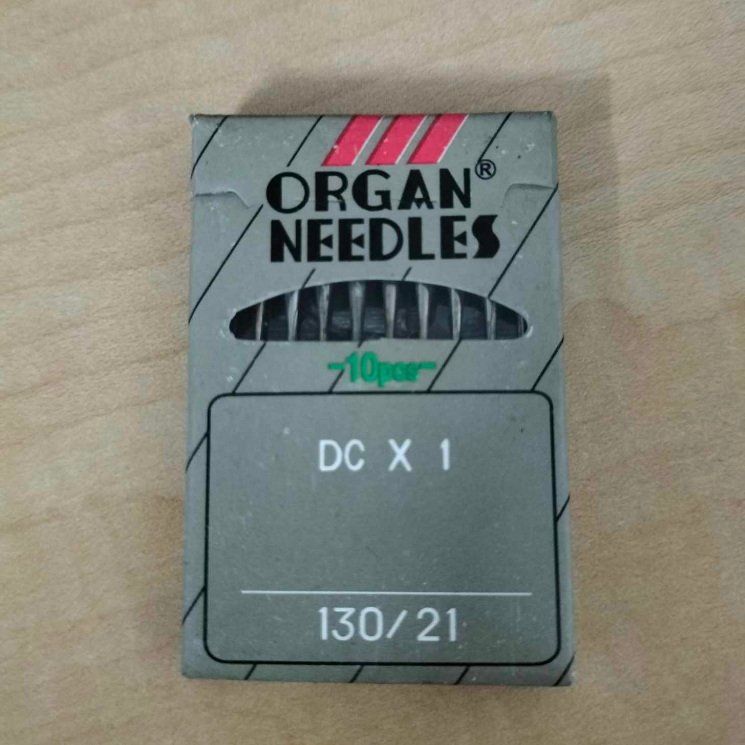 ORGAN®
NEEDLES
-10pcs-
DC X 1
130/21